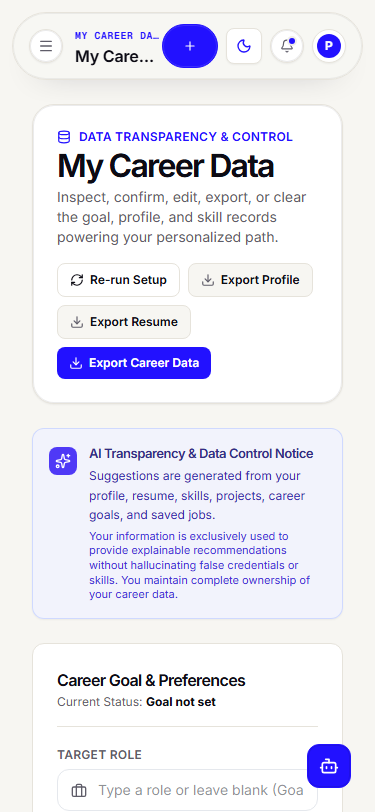 MY CAREER DA…
My Care…
P
DATA TRANSPARENCY & CONTROL
My Career Data
Inspect, confirm, edit, export, or clear
the goal, profile, and skill records
powering your personalized path.
Re-run Setup
Export Profile
Export Resume
Export Career Data
AI Transparency & Data Control Notice
Suggestions are generated from your
profile, resume, skills, projects, career
goals, and saved jobs.
Your information is exclusively used to
provide explainable recommendations
without hallucinating false credentials or
skills. You maintain complete ownership of
your career data.
Career Goal & Preferences
Current Status: Goal not set
TARGET ROLE
Type a role or leave blank (Goa